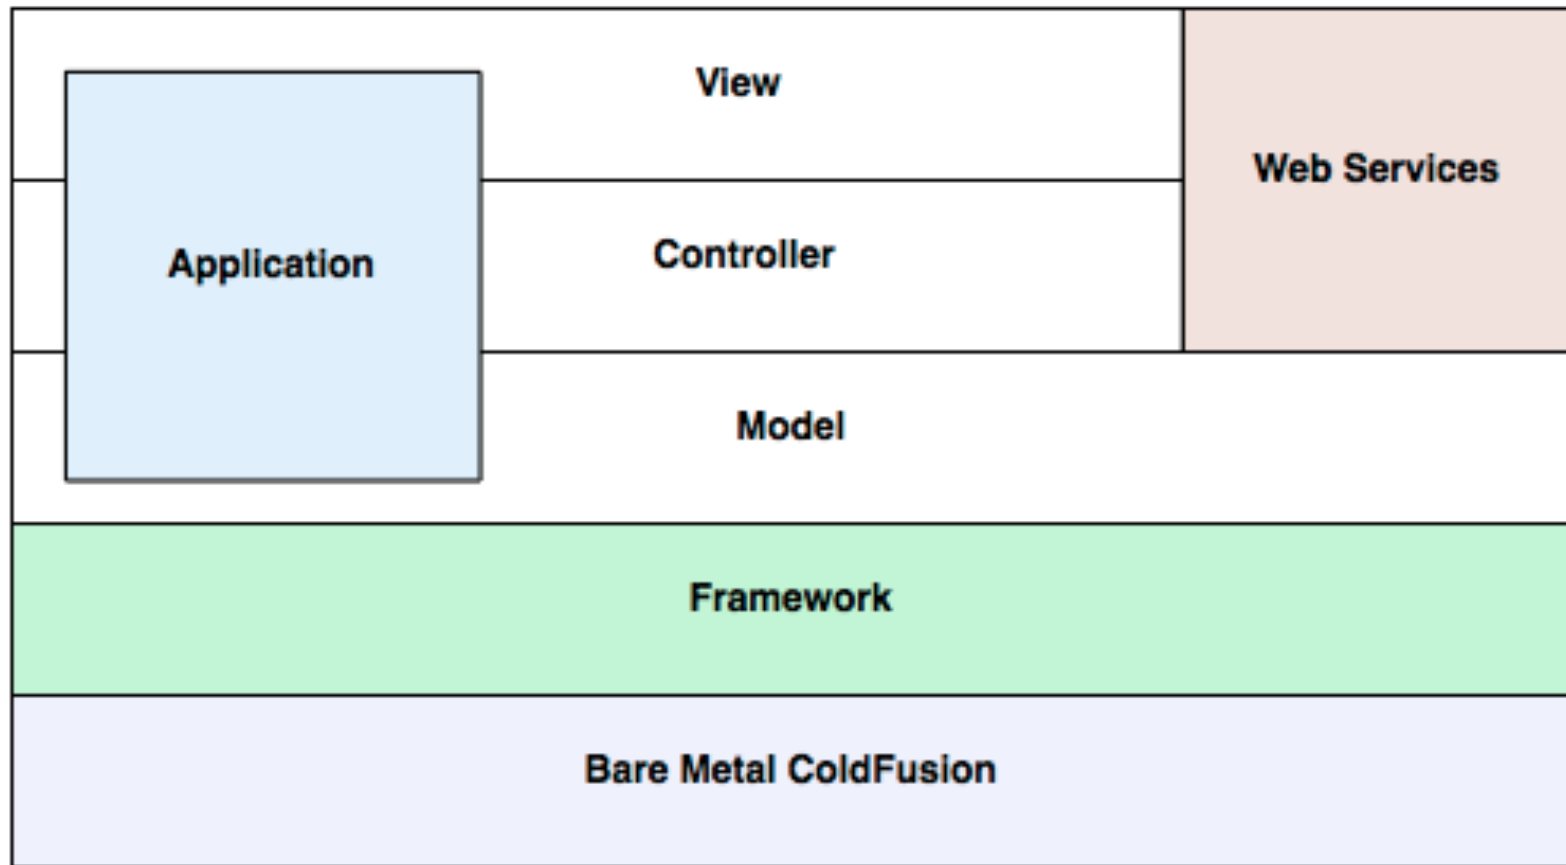 View
Web Services
Controller
Application
Model
Framework
Bare Metal ColdFusion